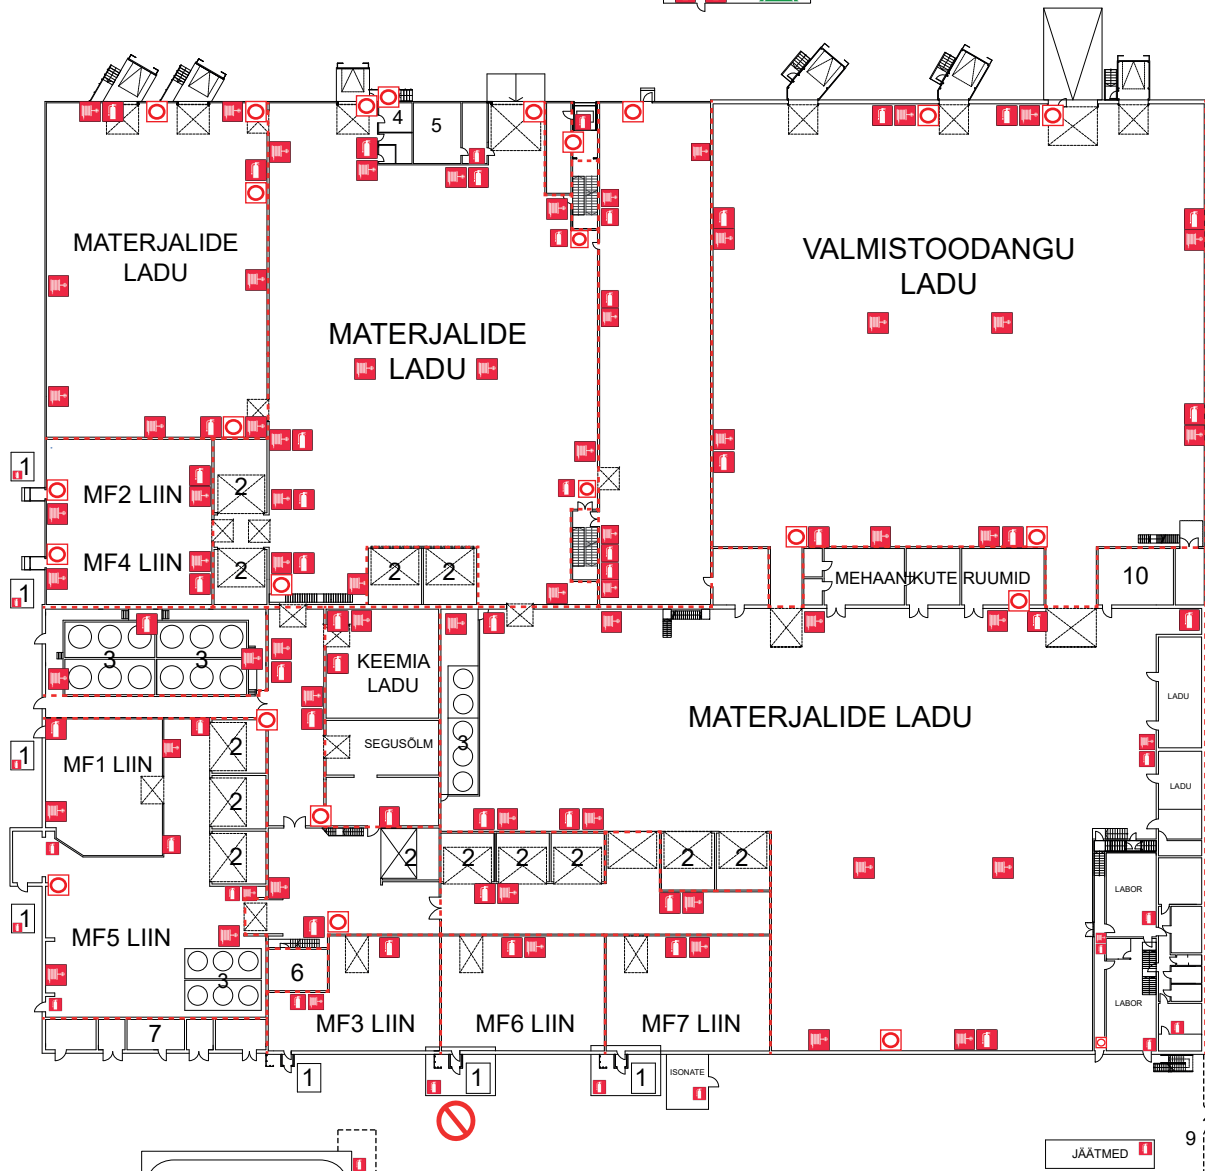 4
5
MATERJALIDE
LADU
VALMISTOODANGU
LADU
MATERJALIDE
LADU
1
MF2 LIIN
2
MF4 LIIN
2
2
2
1
MEHAANIKUTE RUUMID
10
3
3
KEEMIA
LADU
LADU
MATERJALIDE LADU
SEGUSÕLM
3
1
MF1 LIIN
2
LADU
2
2
2
2
2
2
2
2
LABOR
1
MF5 LIIN
3
6
LABOR
MF3 LIIN
MF6 LIIN
MF7 LIIN
7
1
1
1
ISONATE
9
JÄÄTMED